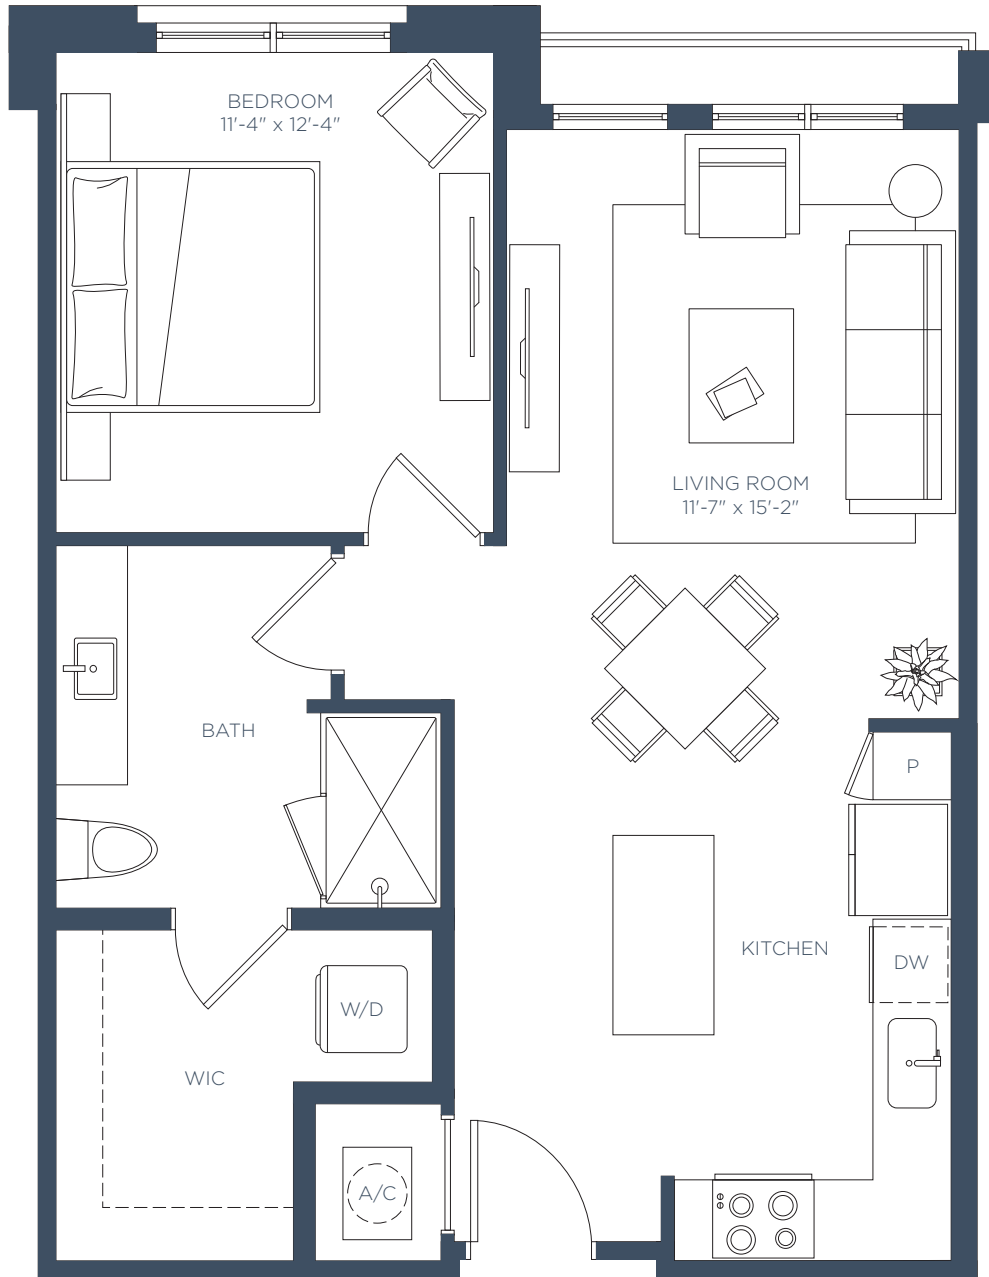 BEDROOM
11'-4" x 12'-4"
LIVING ROOM
11'-7" x 15'-2"
BATH
P
KITCHEN
DW
W/D
WIC
A/C